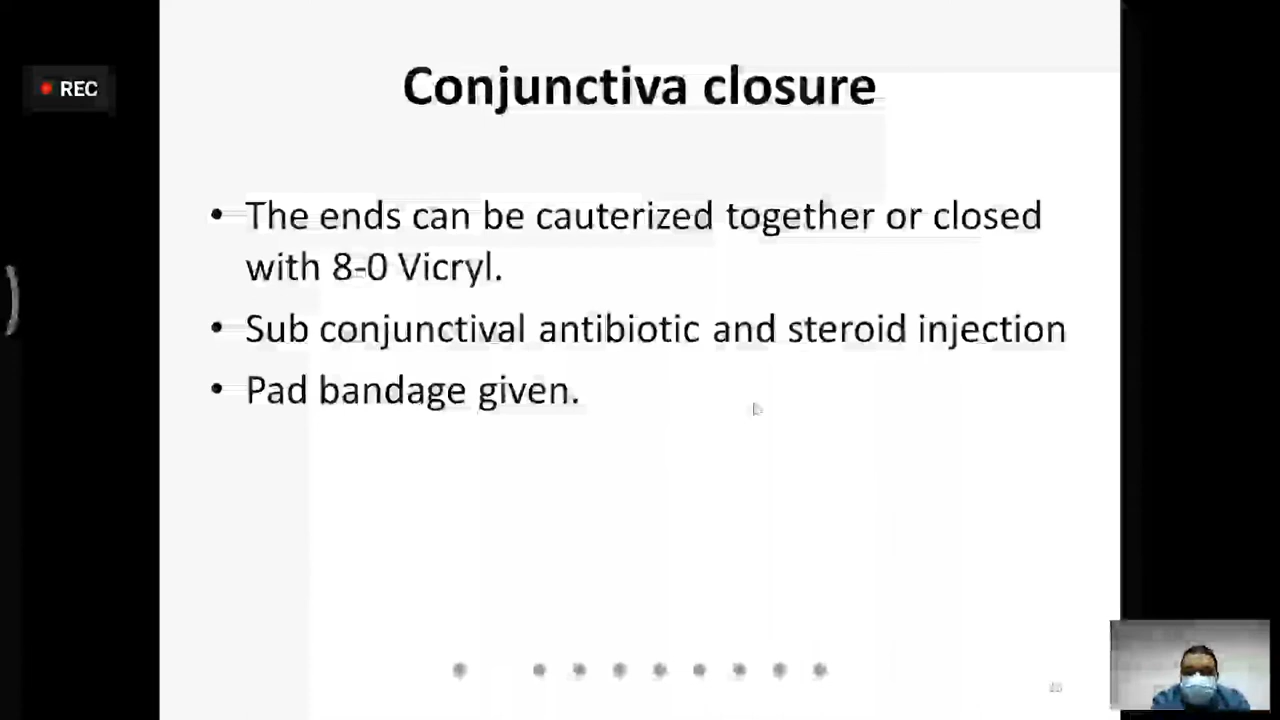 REC
Conjunctiva closure
• The ends can be cauterized together or closed
with 8-0 Vicryl.
• Sub conjunctival antibiotic and steroid injection
• Pad bandage given.